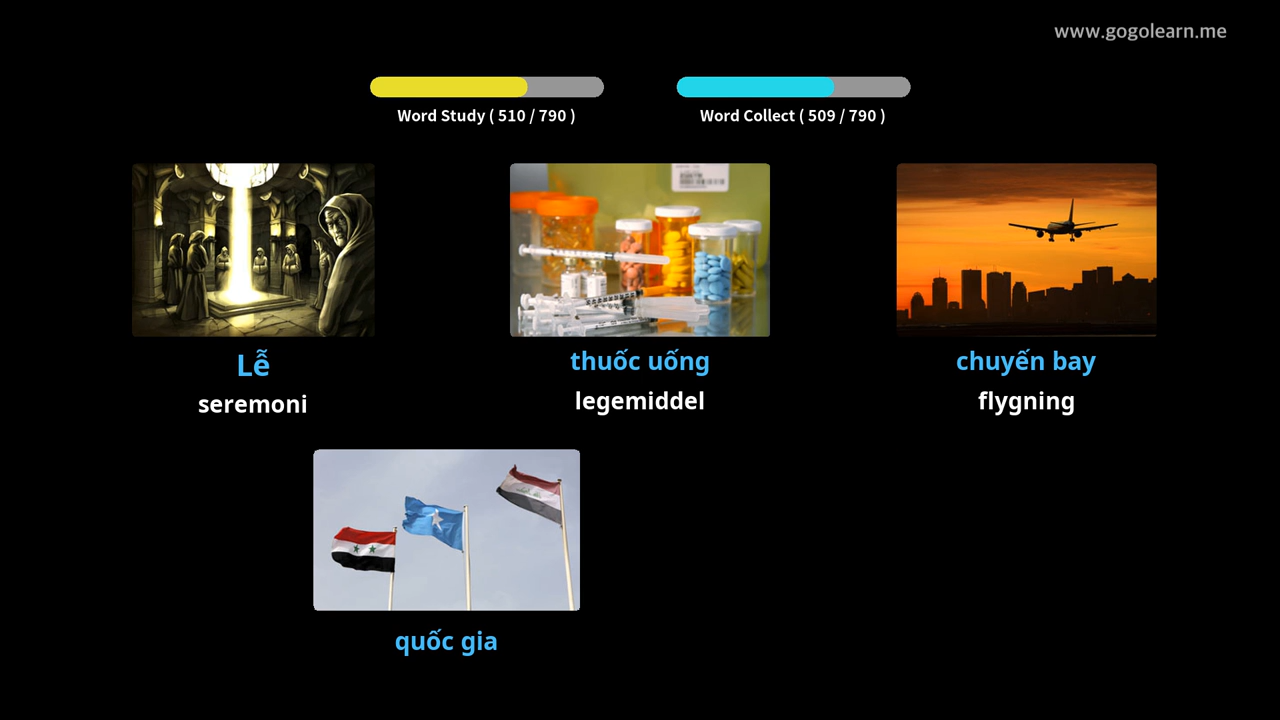 www.gogolearn.me
Word Study ( 510 / 790 )
Word Collect ( 509 / 790 )
Lễ
seremoni
thuốc uống
legemiddel
chuyến bay
flygning
quốc gia